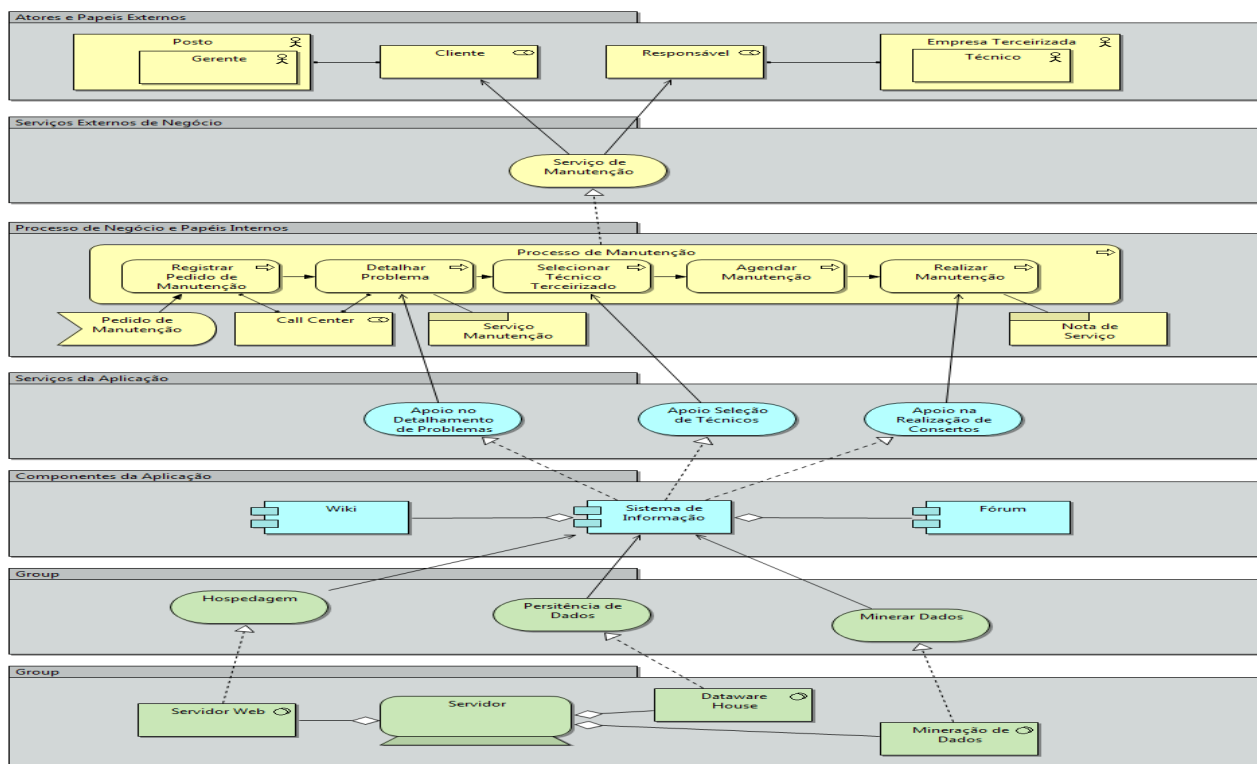 Atores e Papeis Externos
Posto
Gerente
Cliente
Responsável
Empresa Terceirizada
Técnico
Serviços Externos de Negócio
Serviço de
Manutenção
Processo de Negócio e Papéis Internos
Processo de Manutenção
Registrar
Pedido de
Manutenção
Detalhar
Problema
Selecionar
Técnico
Terceirizado
Agendar
Manutenção
Realizar
Manutenção
Pedido de
Manutenção
Call Center
Serviço
Manutenção
Nota de
Serviço
Serviços da Aplicação
Apoio no
Detalhamento
de Problemas
Apoio Seleção
de Técnicos
Apoio na
Realização de
Consertos
Componentes da Aplicação
Wiki
Sistema de
Informação
Fórum
Group
Hospedagem
Persitência de
Dados
Minerar Dados
Group
Servidor Web
Servidor
Dataware
House
Mineração de
Dados